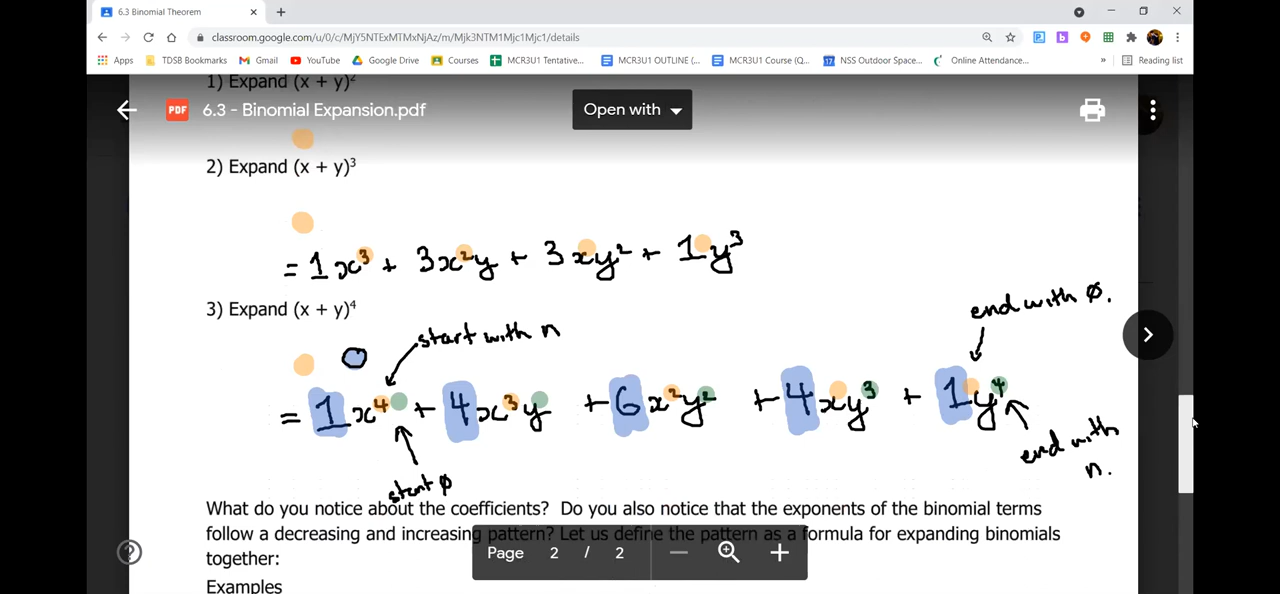 6.3 Binomial Theorem
classroom.google.com/u/0/c/MjY5NTExMTMxNjAz/m/Mjk3NTM1Mjc1Mjc1/details
Apps TDSB Bookmarks Gmail YouTube Google Drive Courses MCR3U1 Tentative... MCR3U1 OUTLINE (... MCR3U1 Course (Q... NSS Outdoor Space... Online Attendance... » Reading list
1) Expand (x + y)²
PDF 6.3 - Binomial Expansion.pdf Open with
2) Expand (x + y)³
= 1x³ + 3x²y + 3xy² + 1y³
3) Expand (x + y)⁴
end with ø.
start with n
= 1x⁴ + 4x³y + 6x²y² + 4xy³ + 1y⁴
end with
n.
start ø
What do you notice about the coefficients? Do you also notice that the exponents of the binomial terms
follow a decreasing and increasing pattern? Let us define the pattern as a formula for expanding binomials
together:
Page 2 / 2
Examples